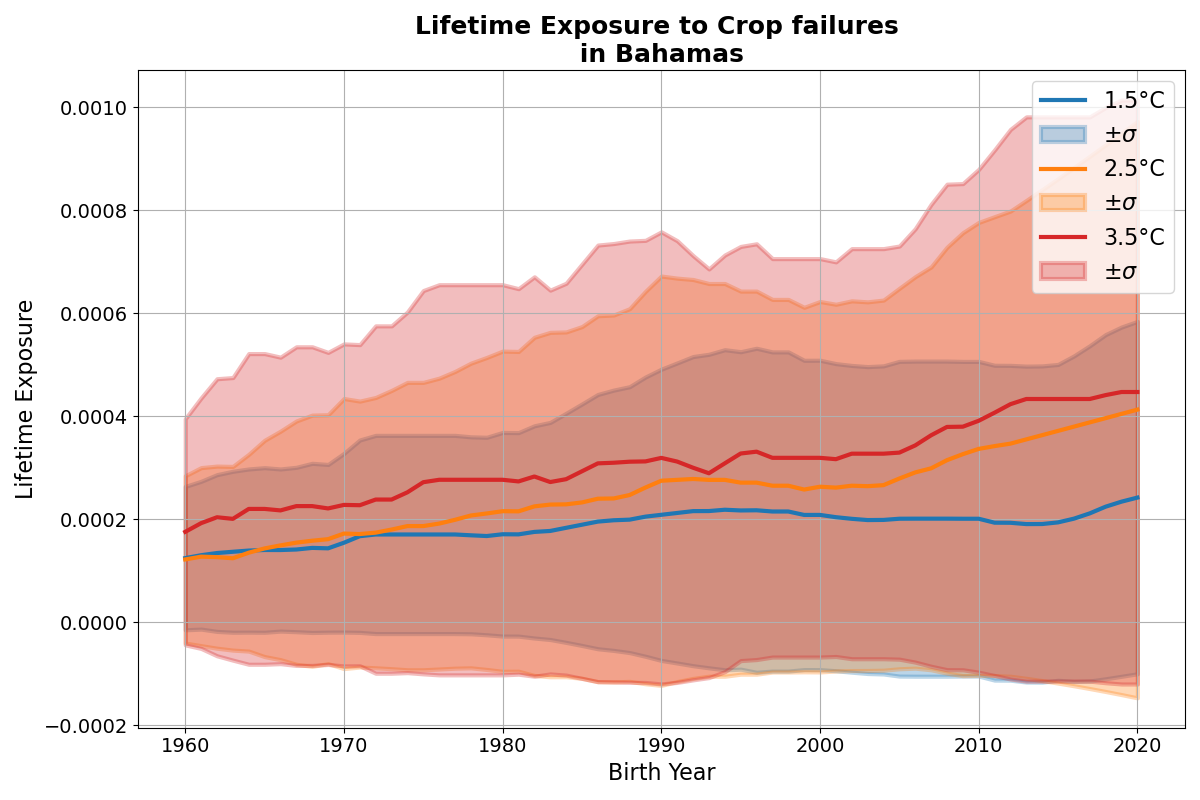 Lifetime Exposure to Crop failures
in Bahamas
0.0010
0.0008
0.0006
0.0004
0.0002
0.0000
−0.0002
Lifetime Exposure
1.5°C
±σ
2.5°C
±σ
3.5°C
±σ
1960 1970 1980 1990 2000 2010 2020
Birth Year